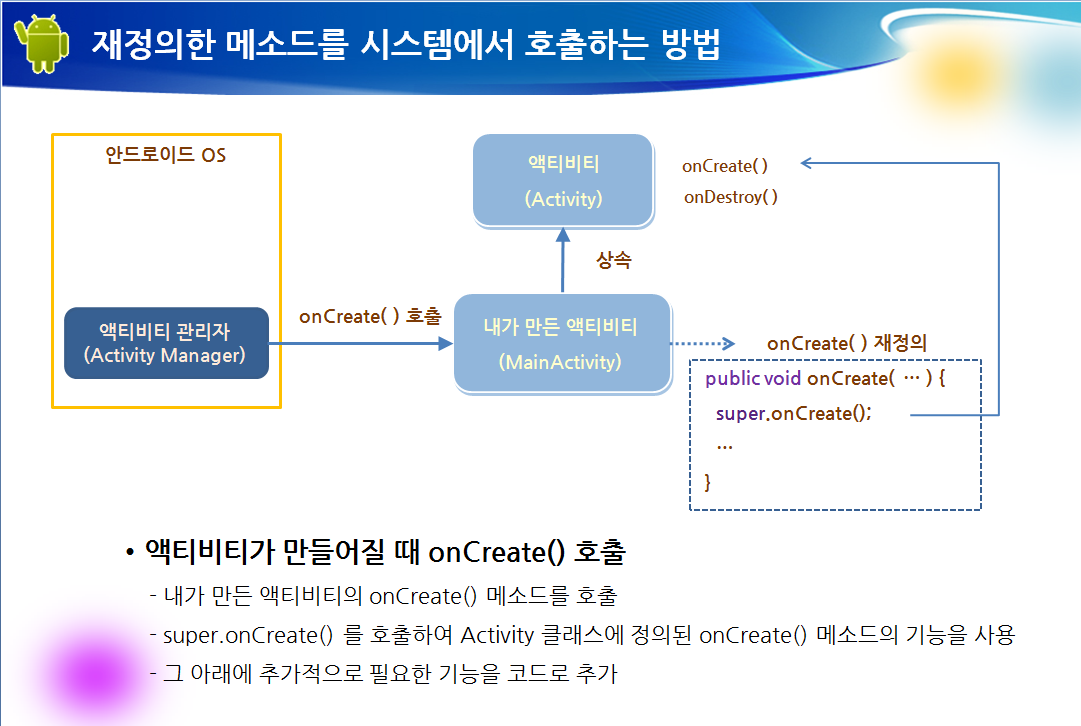 재정의한 메소드를 시스템에서 호출하는 방법
안드로이드 OS
액티비티
(Activity)
onCreate( )
onDestroy( )
상속
onCreate( ) 호출
액티비티 관리자
(Activity Manager)
내가 만든 액티비티
(MainActivity)
onCreate( ) 재정의
public void onCreate( … ) {
super.onCreate();
…
}
• 액티비티가 만들어질 때 onCreate() 호출
- 내가 만든 액티비티의 onCreate() 메소드를 호출
- super.onCreate() 를 호출하여 Activity 클래스에 정의된 onCreate() 메소드의 기능을 사용
- 그 아래에 추가적으로 필요한 기능을 코드로 추가